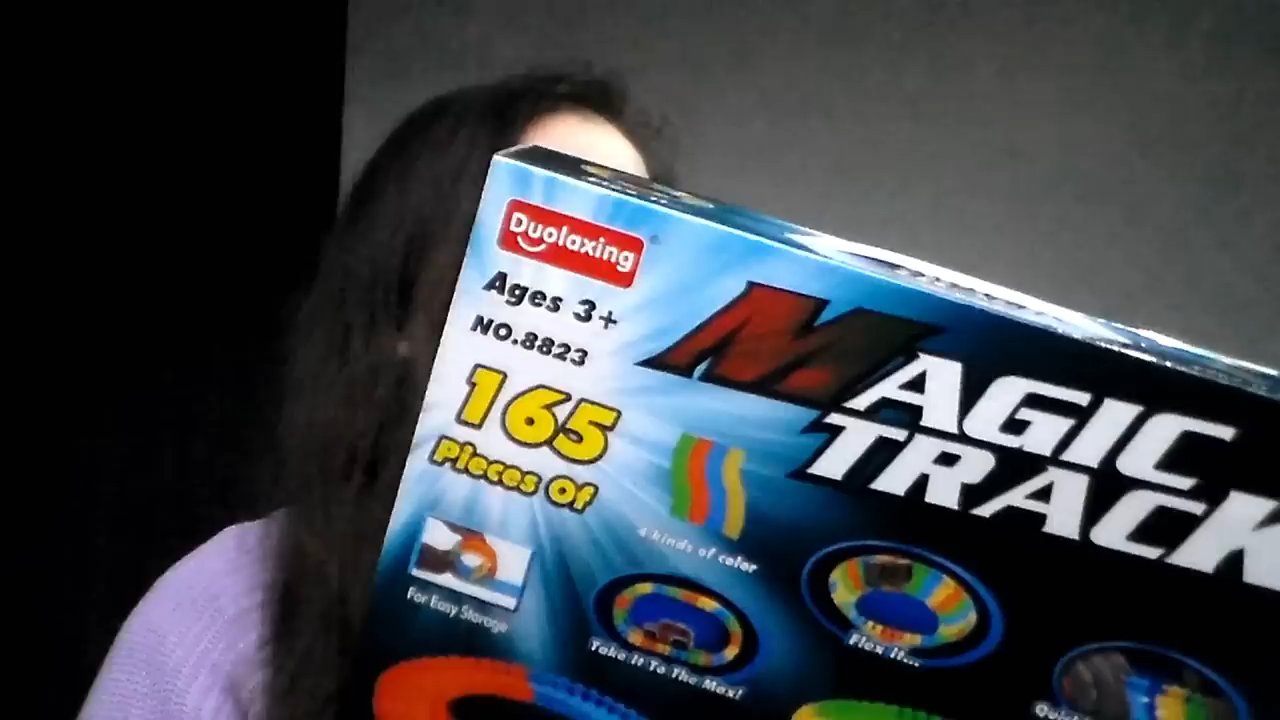 Duolaxing
Ages 3+
NO.8823
165
Pieces Of
MAGIC
TRACK
4 kinds of color
For Easy Storage
Take It To The Max!
Flex It...